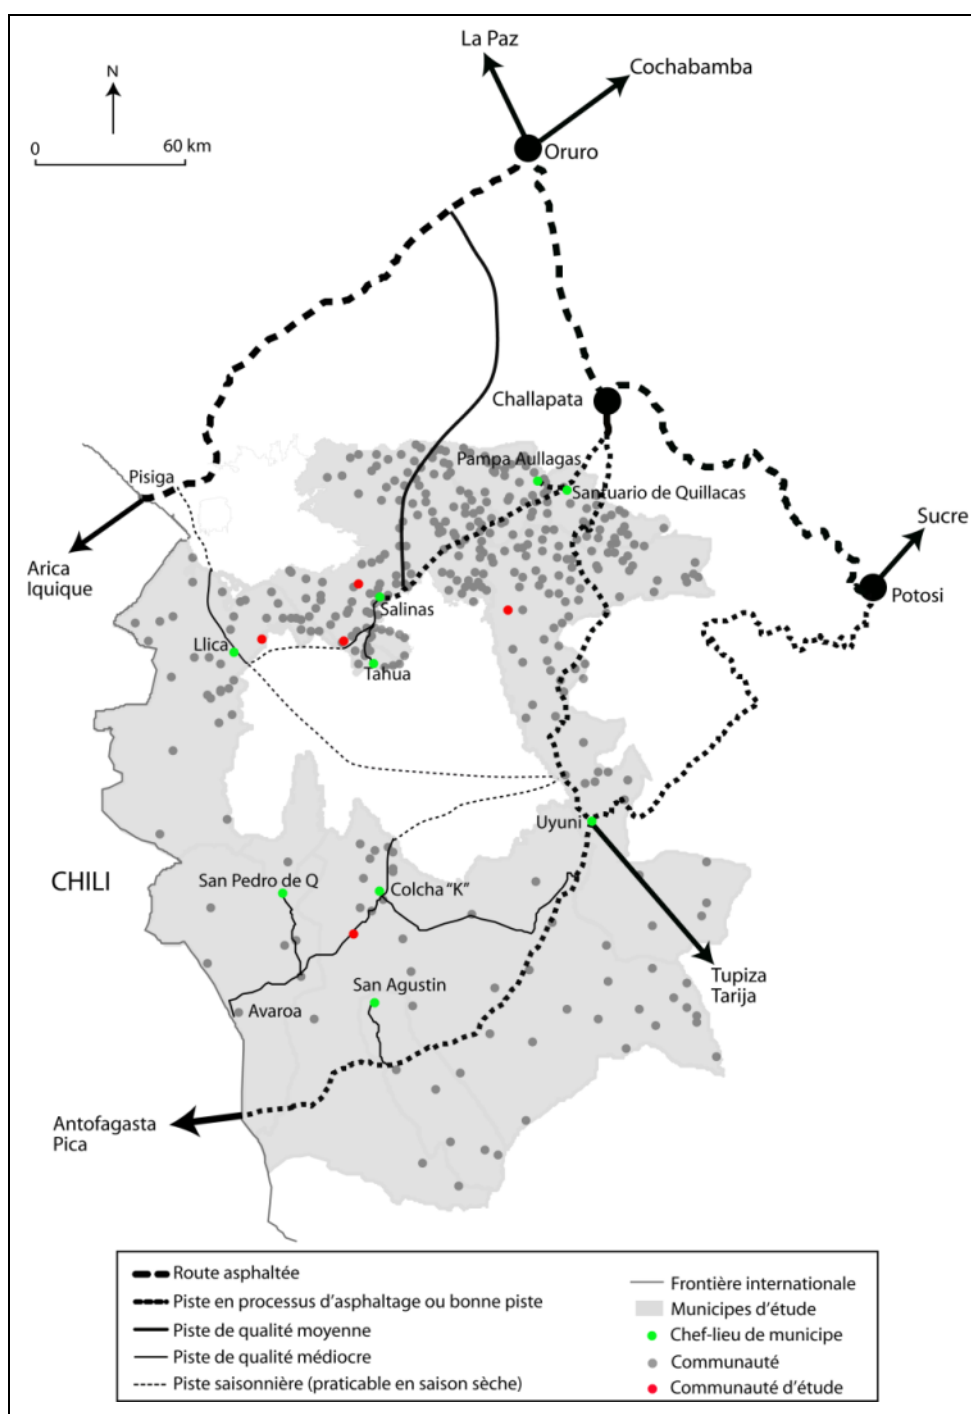 La Paz
Cochabamba
N
0
60 km
Oruro
Challapata
Pampa Aullagas
Pisiga
Santuario de Quillacas
Sucre
Arica
Iquique
Potosi
Salinas
Llica
Tahua
Uyuni
CHILI
San Pedro de Q
Colcha "K"
Tupiza
Tarija
San Agustin
Avaroa
Antofagasta
Pica
Route asphaltée
Piste en processus d'asphaltage ou bonne piste
Piste de qualité moyenne
Piste de qualité médiocre
Piste saisonnière (praticable en saison sèche)
Frontière internationale
Municipes d'étude
Chef-lieu de municipe
Communauté
Communauté d'étude